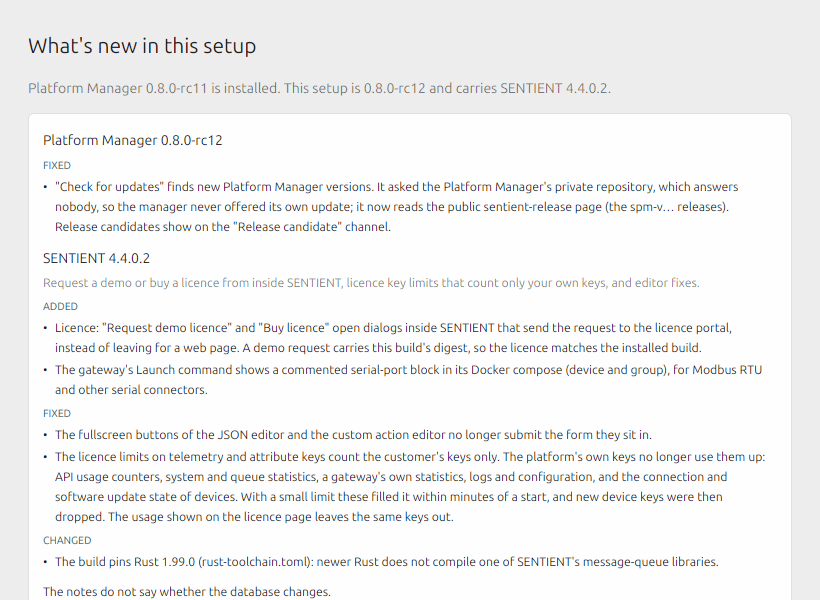 What's new in this setup
Platform Manager 0.8.0-rc11 is installed. This setup is 0.8.0-rc12 and carries SENTIENT 4.4.0.2.
Platform Manager 0.8.0-rc12
FIXED
• "Check for updates" finds new Platform Manager versions. It asked the Platform Manager's private repository, which answers
nobody, so the manager never offered its own update; it now reads the public sentient-release page (the spm-v… releases).
Release candidates show on the "Release candidate" channel.
SENTIENT 4.4.0.2
Request a demo or buy a licence from inside SENTIENT, licence key limits that count only your own keys, and editor fixes.
ADDED
• Licence: "Request demo licence" and "Buy licence" open dialogs inside SENTIENT that send the request to the licence portal,
instead of leaving for a web page. A demo request carries this build's digest, so the licence matches the installed build.
• The gateway's Launch command shows a commented serial-port block in its Docker compose (device and group), for Modbus RTU
and other serial connectors.
FIXED
• The fullscreen buttons of the JSON editor and the custom action editor no longer submit the form they sit in.
• The licence limits on telemetry and attribute keys count the customer's keys only. The platform's own keys no longer use them up:
API usage counters, system and queue statistics, a gateway's own statistics, logs and configuration, and the connection and
software update state of devices. With a small limit these filled it within minutes of a start, and new device keys were then
dropped. The usage shown on the licence page leaves the same keys out.
CHANGED
• The build pins Rust 1.99.0 (rust-toolchain.toml): newer Rust does not compile one of SENTIENT's message-queue libraries.
The notes do not say whether the database changes.